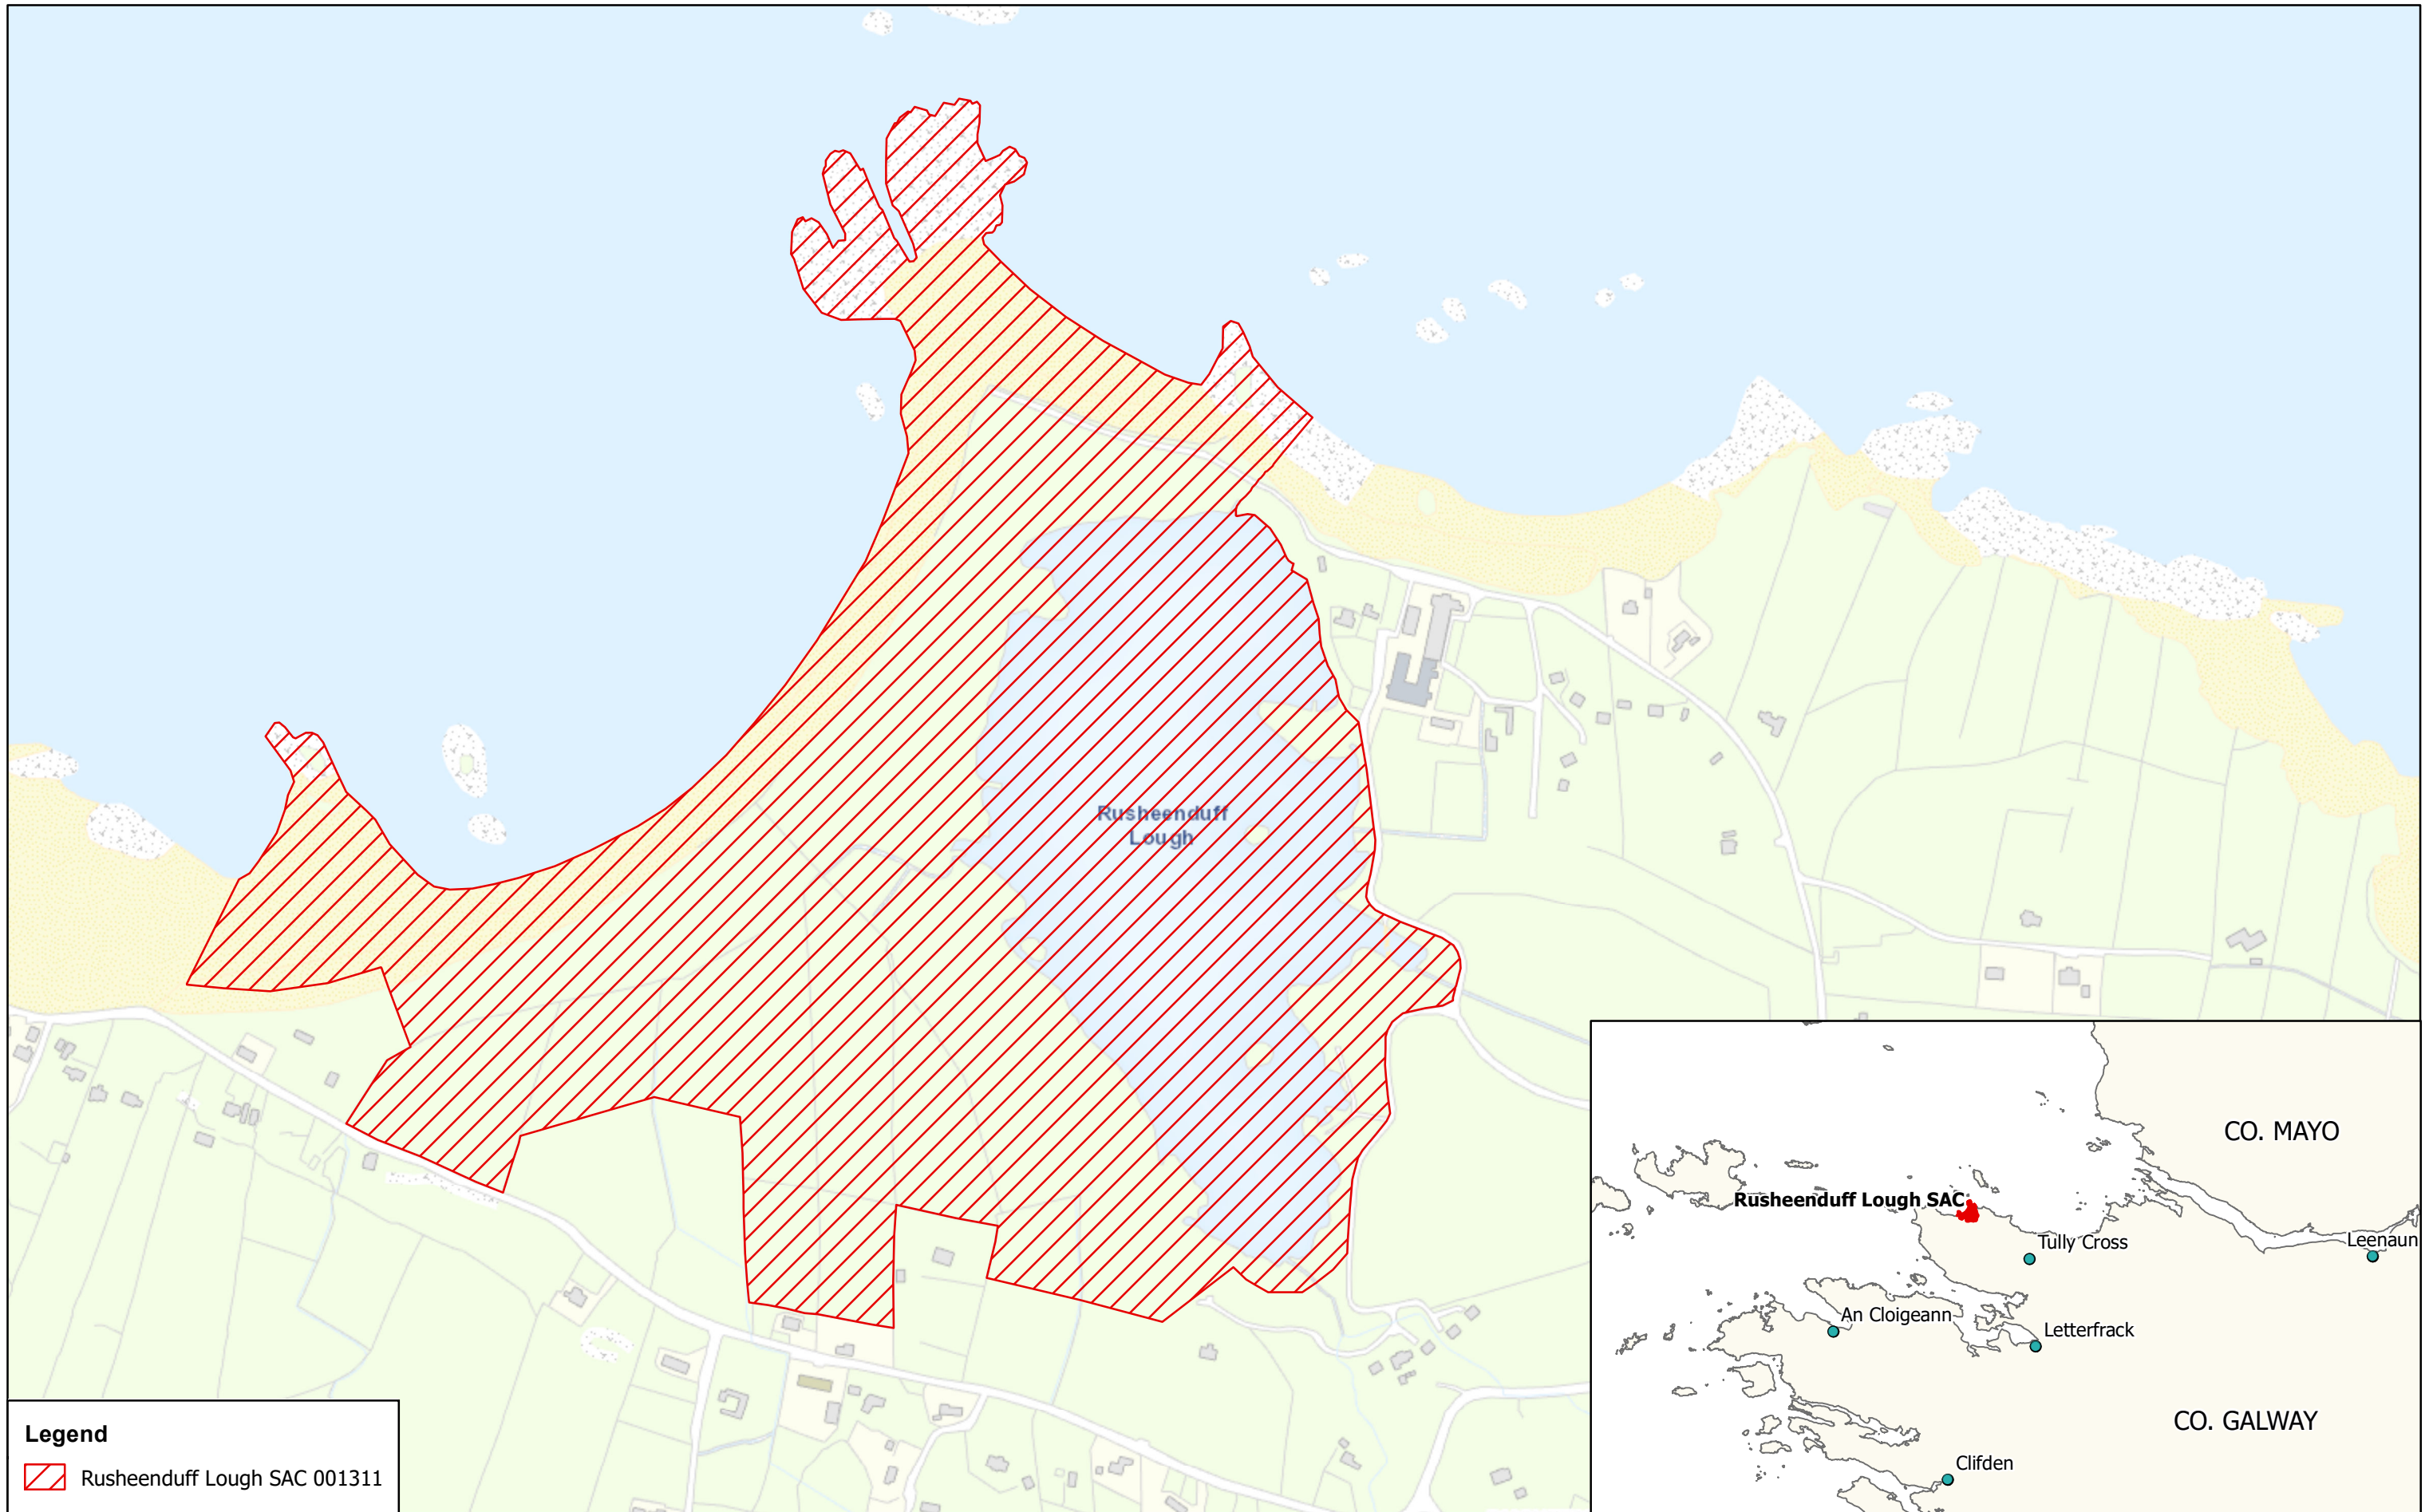 Rusheenduff
Lough
Legend
Rusheenduff Lough SAC 001311
CO. MAYO
Rusheenduff Lough SAC
Tully Cross
Leenaun
An Cloigeann
Letterfrack
CO. GALWAY
Clifden